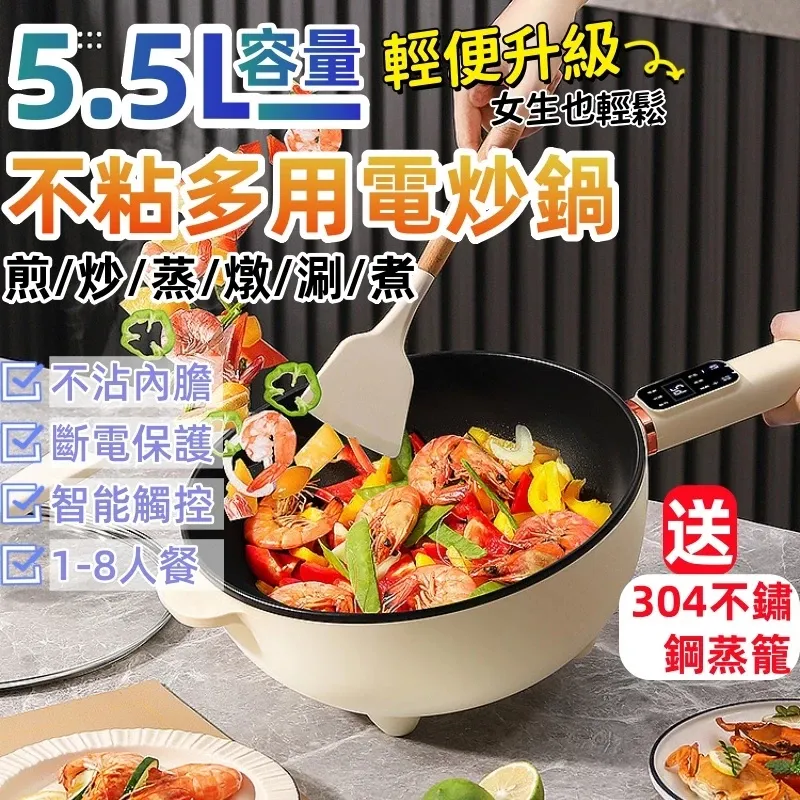 5.5L容量
輕便升級
女生也輕鬆
不粘多用電炒鍋
煎/炒/蒸/燉/涮/煮
不沾內膽
斷電保護
智能觸控
1-8人餐
送
304不鏽
鋼蒸籠